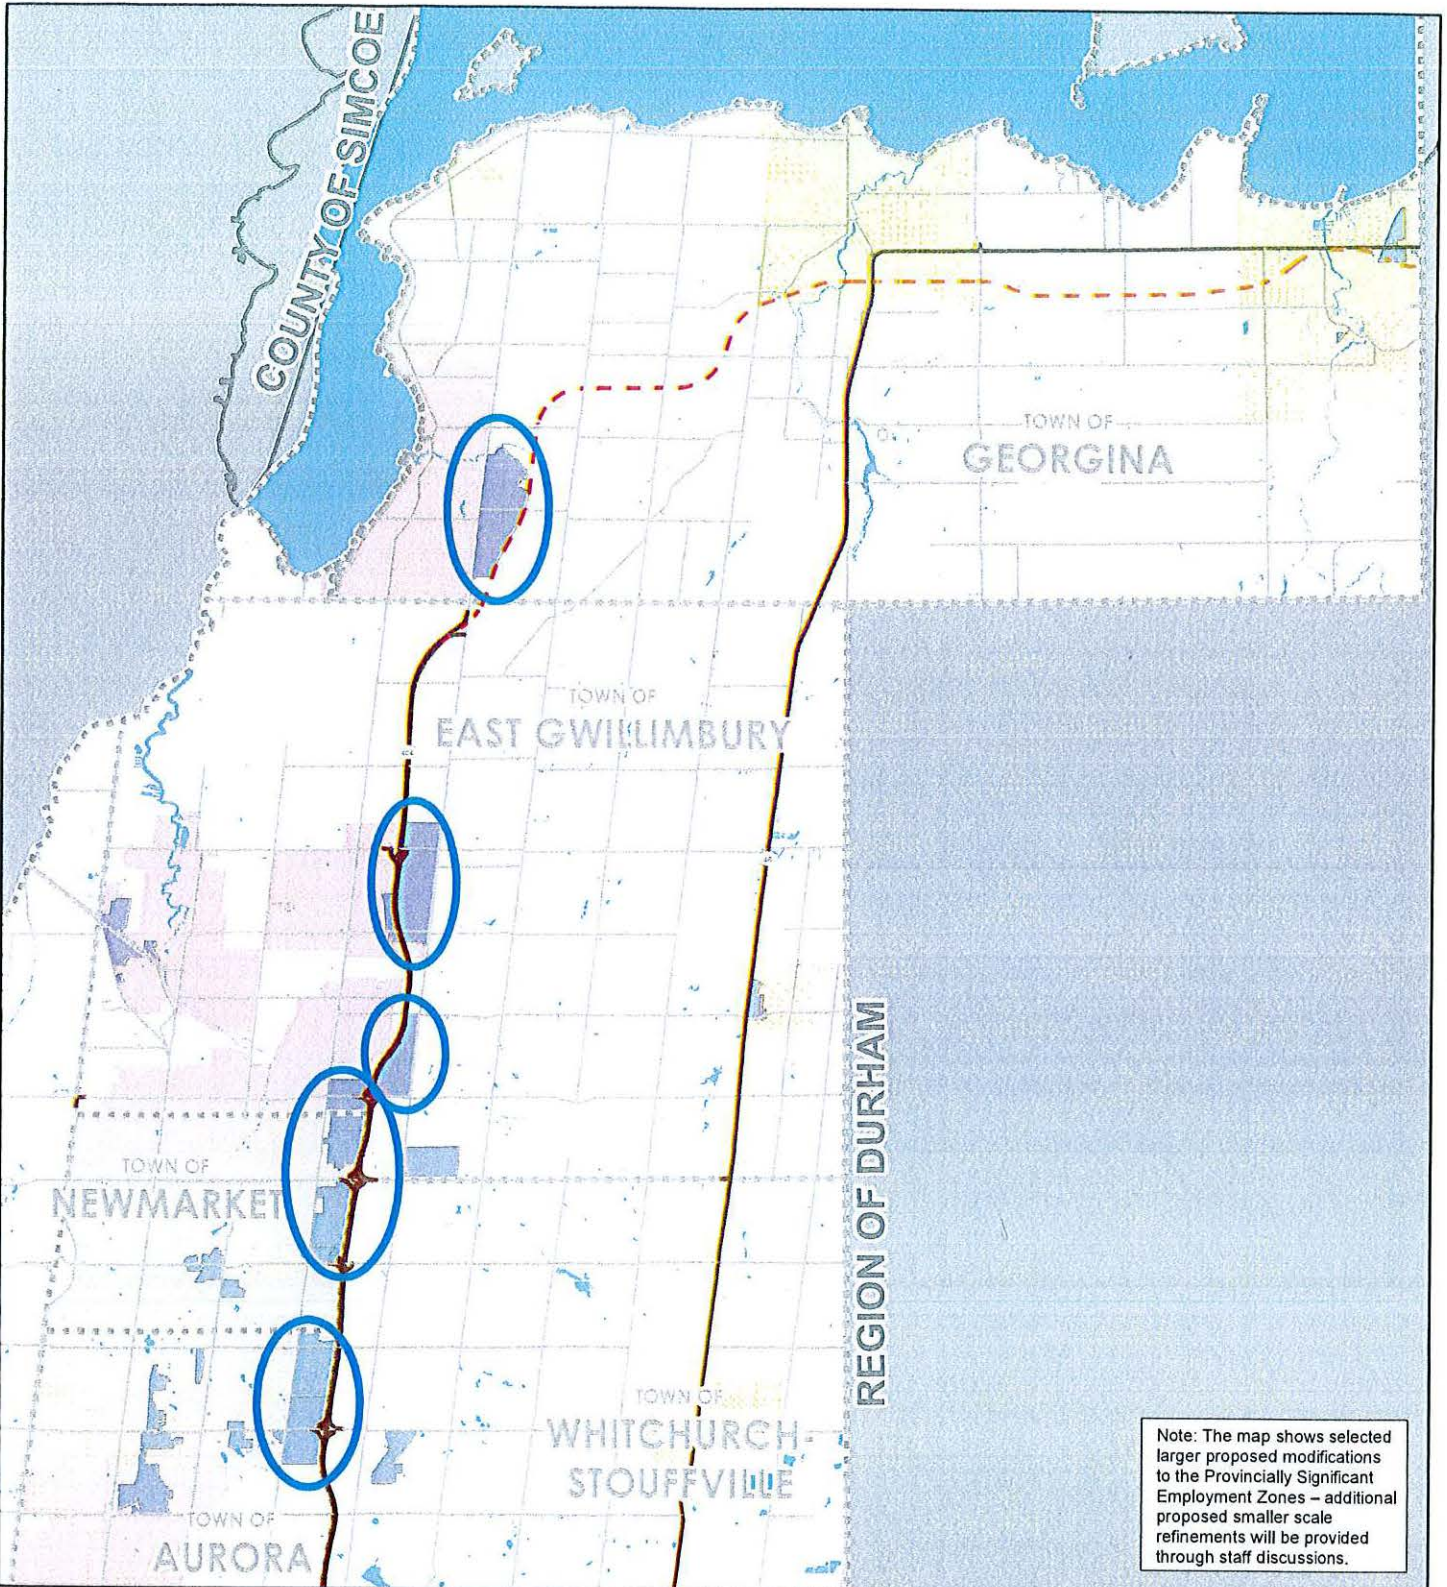 COUNTY OF SIMCOE
TOWN OF
GEORGINA
TOWN OF
EAST GWILLIMBURY
404
REGION OF DURHAM
TOWN OF
NEWMARKET
TOWN OF
WHITCHURCH-
STOUFFVILLE
TOWN OF
AURORA
Note: The map shows selected
larger proposed modifications
to the Provincially Significant
Employment Zones – additional
proposed smaller scale
refinements will be provided
through staff discussions.